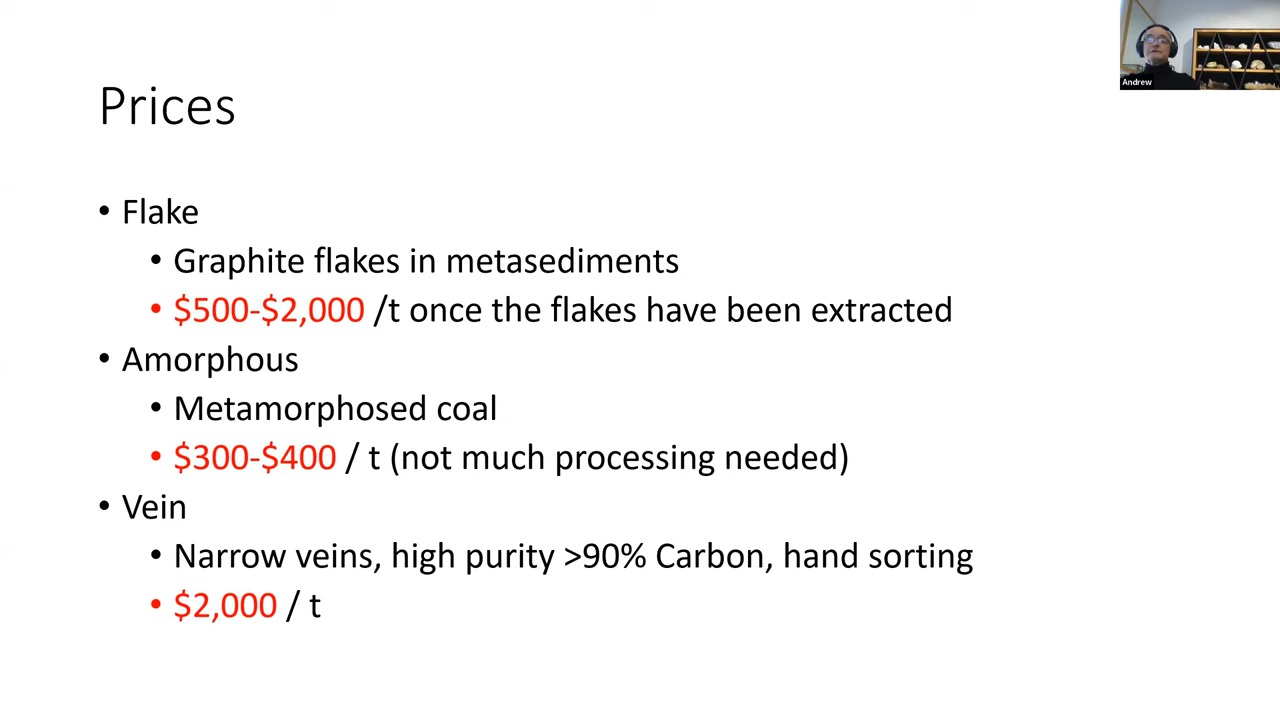 Andrew
Prices
• Flake
• Graphite flakes in metasediments
• $500-$2,000 /t once the flakes have been extracted
• Amorphous
• Metamorphosed coal
• $300-$400 / t (not much processing needed)
• Vein
• Narrow veins, high purity >90% Carbon, hand sorting
• $2,000 / t